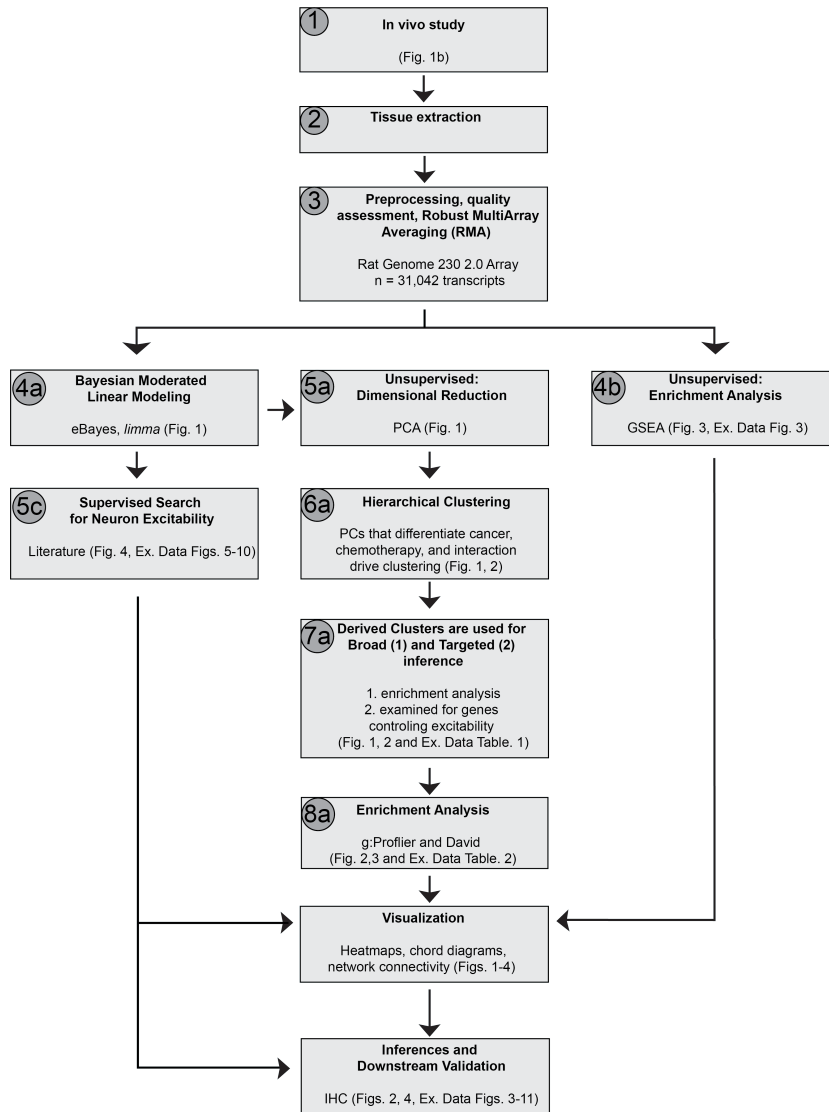 1
In vivo study
(Fig. 1b)
2
Tissue extraction
3
Preprocessing, quality
assessment, Robust MultiArray
Averaging (RMA)
Rat Genome 230 2.0 Array
n = 31,042 transcripts
4a
Bayesian Moderated
Linear Modeling
eBayes, limma (Fig. 1)
5a
Unsupervised:
Dimensional Reduction
PCA (Fig. 1)
4b
Unsupervised:
Enrichment Analysis
GSEA (Fig. 3, Ex. Data Fig. 3)
5c
Supervised Search
for Neuron Excitability
Literature (Fig. 4, Ex. Data Figs. 5-10)
6a
Hierarchical Clustering
PCs that differentiate cancer,
chemotherapy, and interaction
drive clustering (Fig. 1, 2)
7a
Derived Clusters are used for
Broad (1) and Targeted (2)
inference
1. enrichment analysis
2. examined for genes
controling excitability
(Fig. 1, 2 and Ex. Data Table. 1)
8a
Enrichment Analysis
g:Proflier and David
(Fig. 2,3 and Ex. Data Table. 2)
Visualization
Heatmaps, chord diagrams,
network connectivity (Figs. 1-4)
Inferences and
Downstream Validation
IHC (Figs. 2, 4, Ex. Data Figs. 3-11)